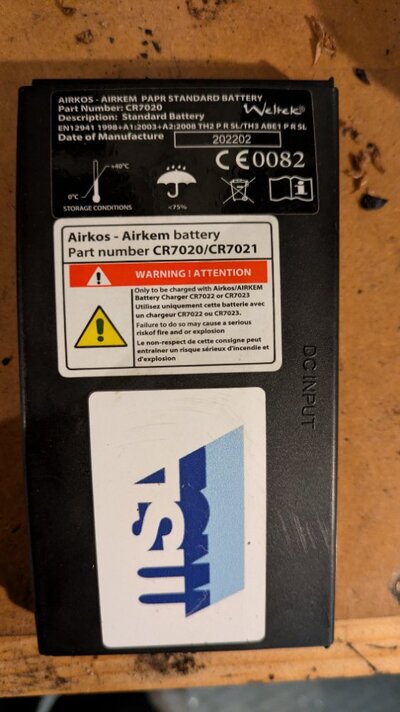 AIRKOS - AIRKEM PAPR STANDARD BATTERY
Part Number: CR7020
Weltek®
Description: Standard Battery
EN12941 1998+A1:2003+A2:2008 TH2 P R SL/TH3 ABE1 P R SL
Date of Manufacture 202202
CE0082
+40°C
0°C
STORAGE CONDITIONS
<75%
Airkos - Airkem battery
Part number CR7020/CR7021
WARNING! ATTENTION
Only to be charged with Airkos/AIRKEM
Battery Charger CR7022 or CR7023
Utilisez uniquement cette batterie avec
un chargeur CR7022 ou CR7023.
Failure to do so may cause a serious
riskof fire and or explosion
Le non-respect de cette consigne peut
entraîner un risque sérieux d'incendie et
d'explosion
DC INPUT